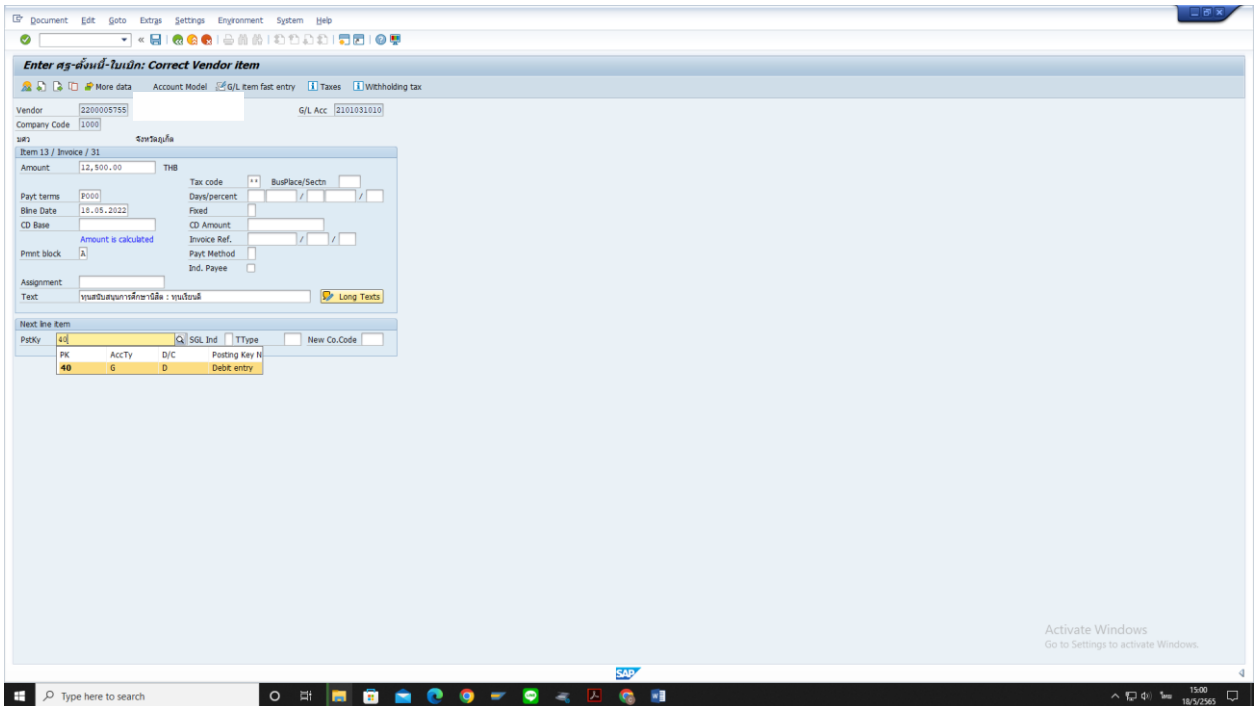 Document Edit Goto Extras Settings Environment System Help
Enter ศธ-ตั้งหนี้-ใบเบิก: Correct Vendor item
More data Account Model G/L item fast entry Taxes Withholding tax
Vendor 2200005755 G/L Acc 2101031010
Company Code 1000
มศว จังหวัดภูเก็ต
Item 13 / Invoice / 31
Amount 12,500.00 THB
Tax code ** BusPlace/Sectn
Payt terms P000 Days/percent / /
Bline Date 18.05.2022 Fixed
CD Base CD Amount
Amount is calculated Invoice Ref. / /
Pmnt block A Payt Method
Ind. Payee
Assignment
Text ทุนสนับสนุนการศึกษานิสิต : ทุนเรียนดี Long Texts
Next line item
PstKy 40 SGL Ind TType New Co.Code
PK AccTy D/C Posting Key N
40 G D Debit entry
Activate Windows
Go to Settings to activate Windows.
SAP
Type here to search 15:00
18/5/2565